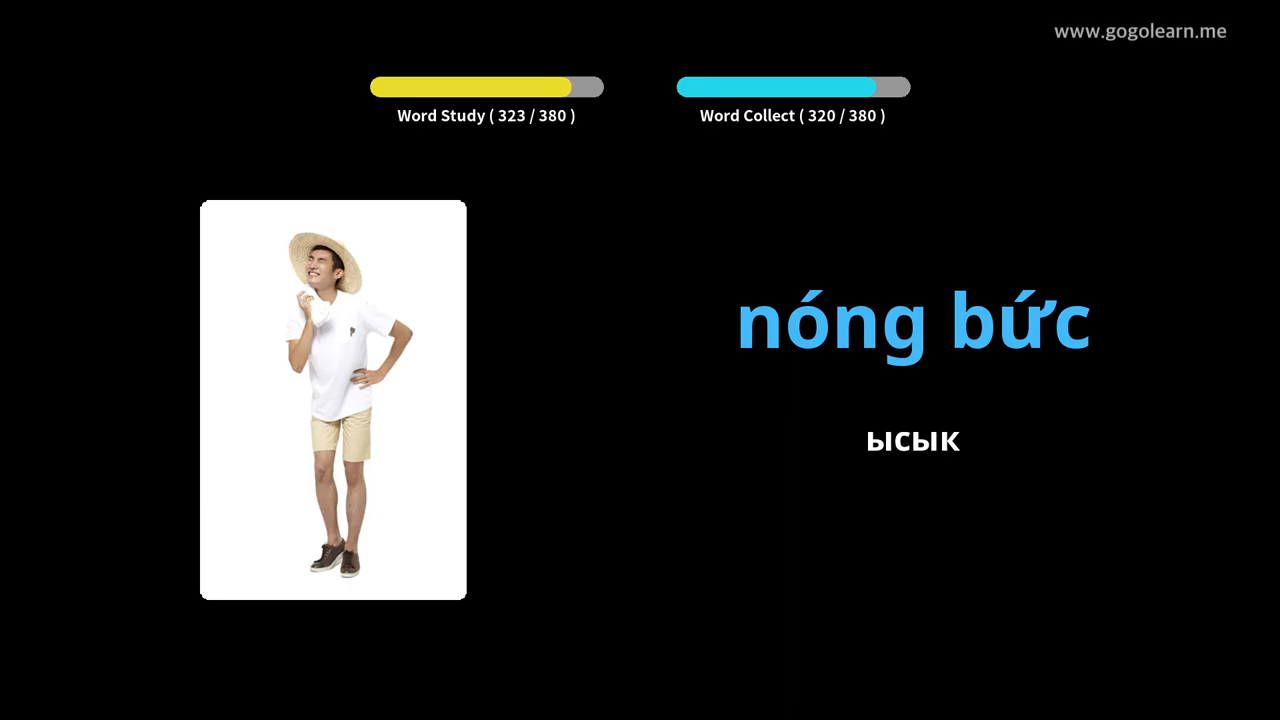 www.gogolearn.me
Word Study ( 323 / 380 )
Word Collect ( 320 / 380 )
nóng bức
ысык